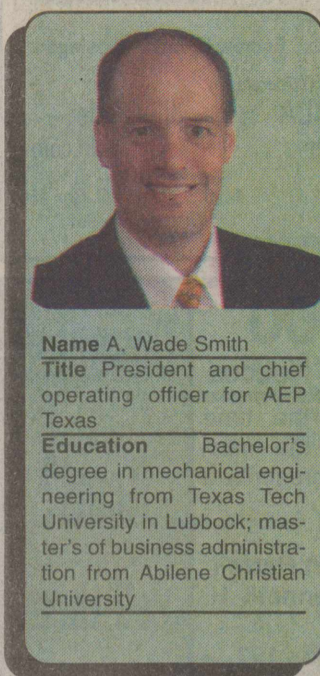 Name A. Wade Smith
Title President and chief
operating officer for AEP
Texas
Education Bachelor's
degree in mechanical engi-
neering from Texas Tech
University in Lubbock; mas-
ter's of business administra-
tion from Abilene Christian
University